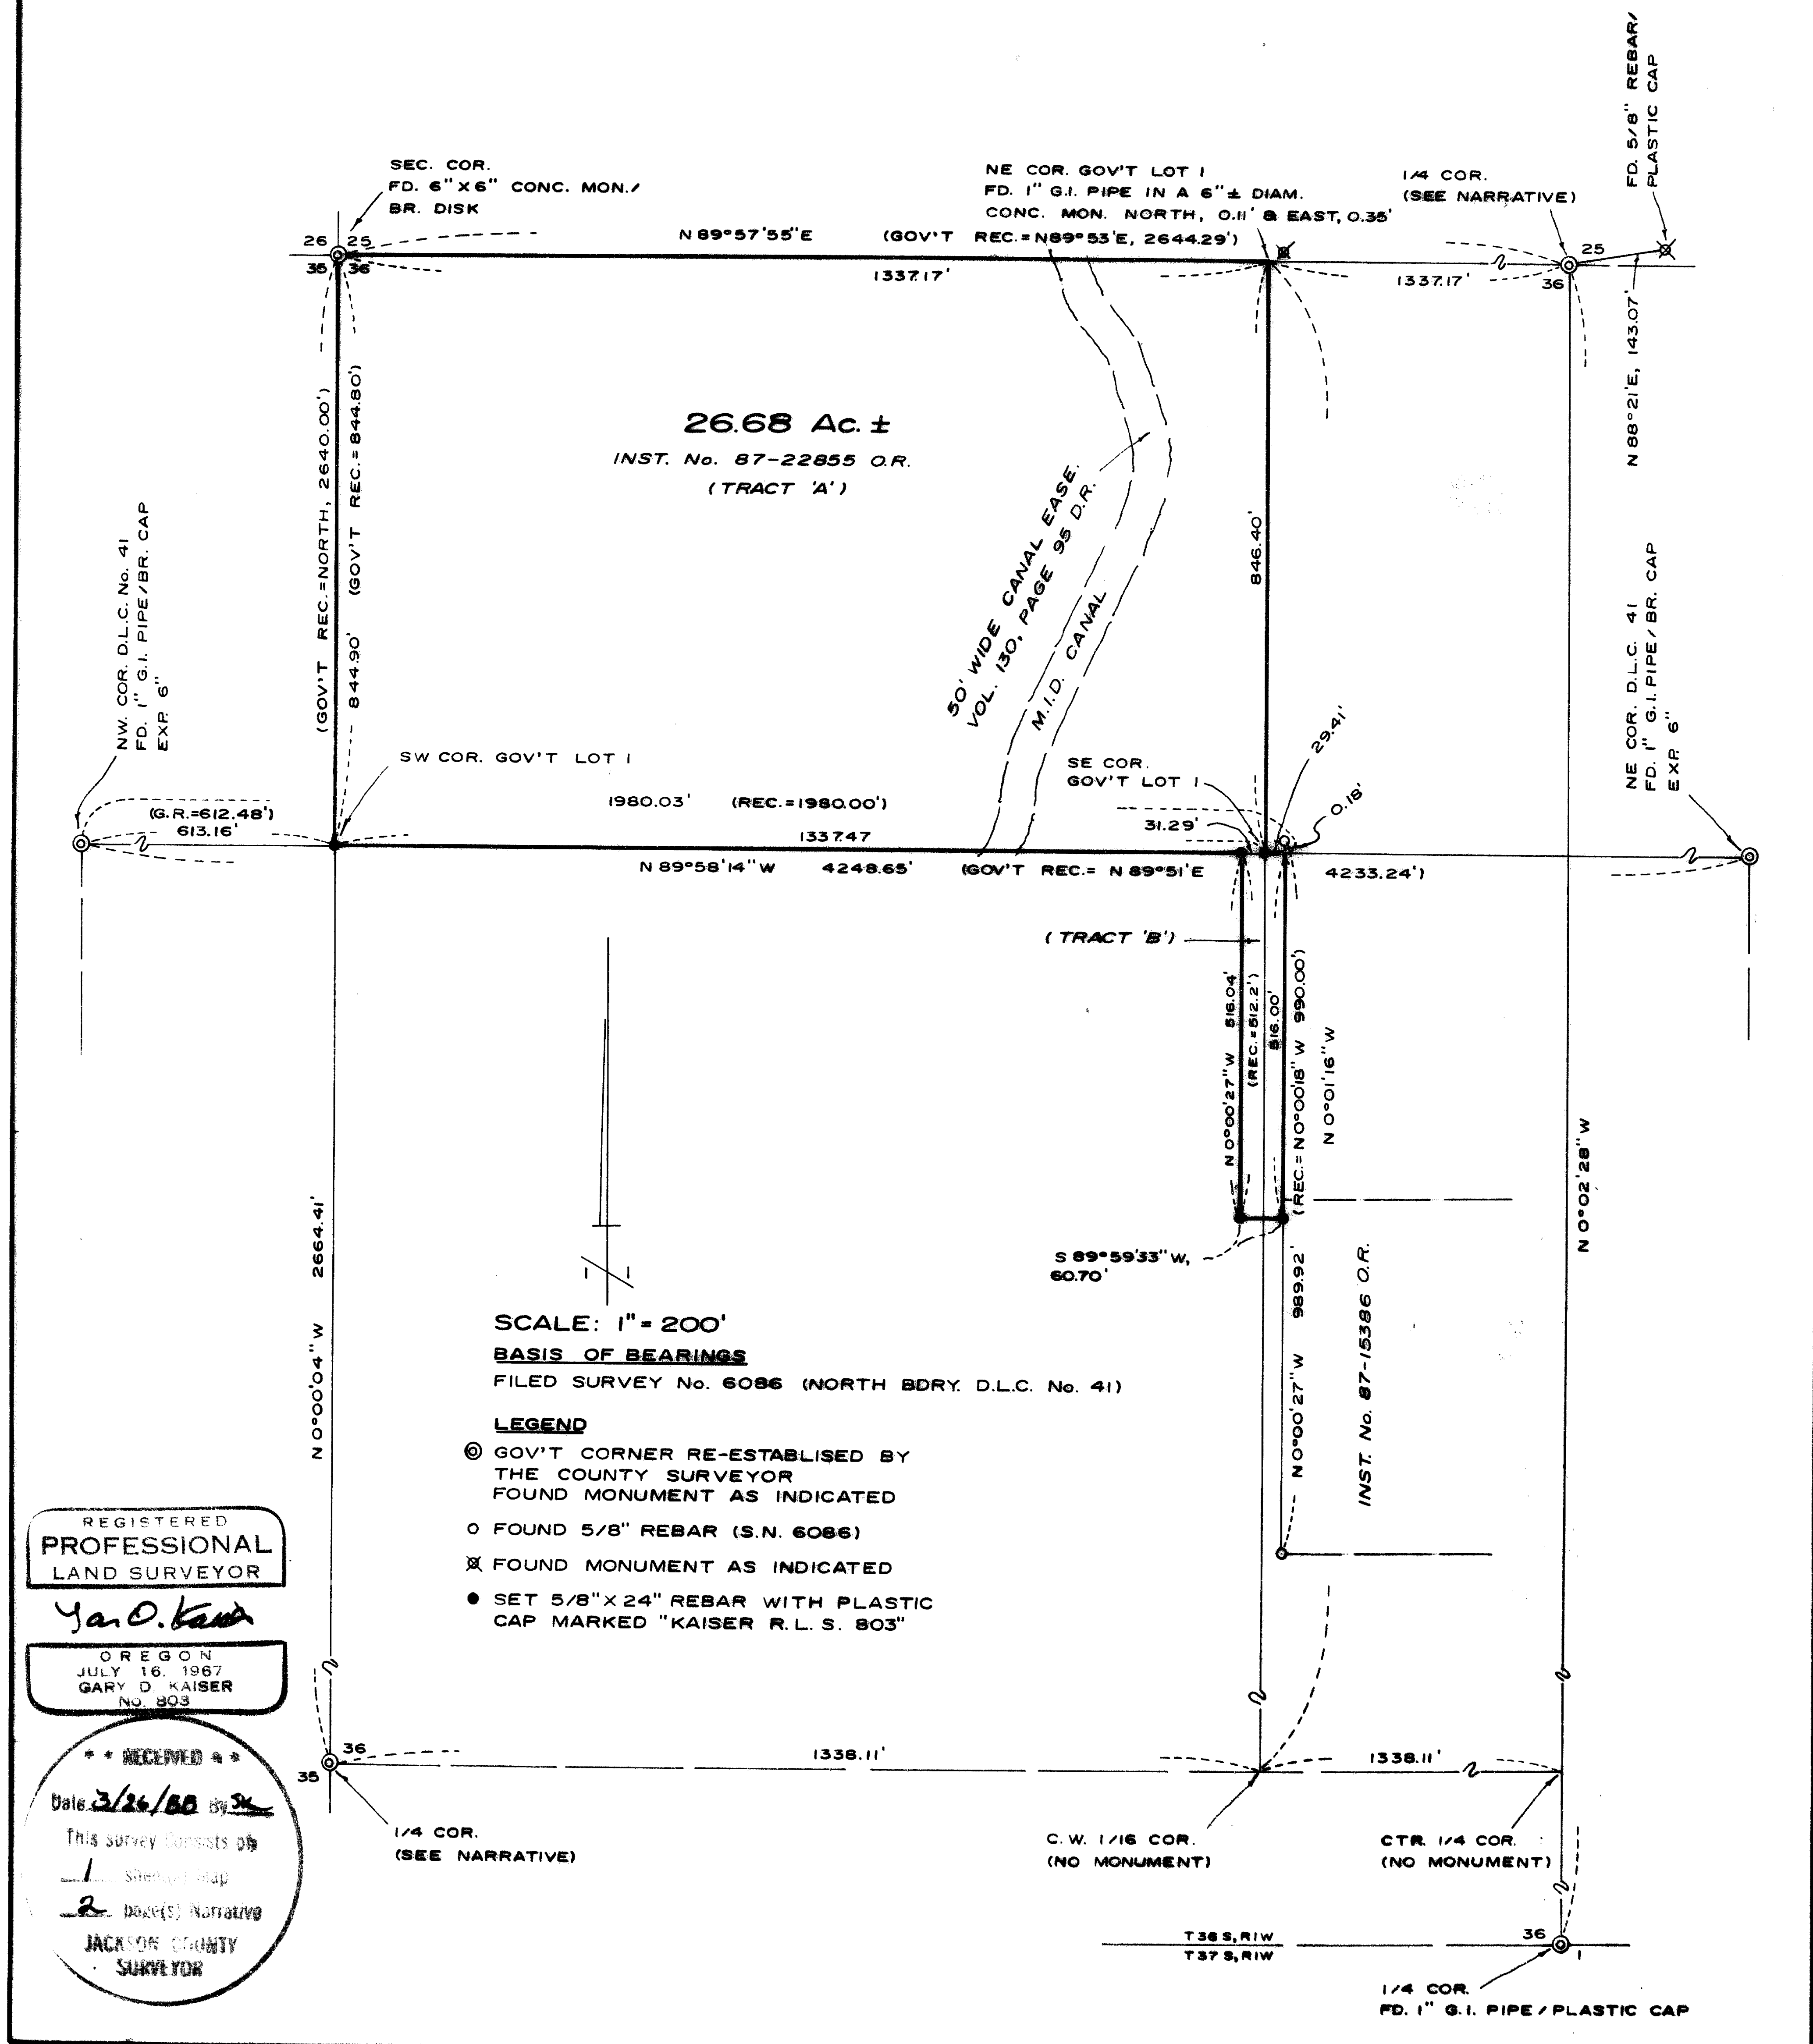 FD. 5/8" REBAR/
PLASTIC CAP
SEC. COR.
FD. 6" X 6" CONC. MON./
BR. DISK
NE COR. GOV'T LOT 1
FD. 1" G.I. PIPE IN A 6" ± DIAM.
CONC. MON. NORTH, 0.11' & EAST, 0.35'
1/4 COR.
(SEE NARRATIVE)
26 25
35 36
N 89°57'55"E (GOV'T REC.=N89°53'E, 2644.29')
1337.17'
1337.17'
25
36
N 88°21'E, 143.07'
(GOV'T REC.=NORTH, 2640.00')
844.90' (GOV'T REC.=844.80')
26.68 Ac. ±
INST. No. 87-22855 O.R.
(TRACT 'A')
50' WIDE CANAL EASE.
VOL. 130, PAGE 95 D.R.
M.I.D. CANAL
846.40'
NW. COR. D.L.C. No. 41
FD. 1" G.I. PIPE/BR. CAP
EXP. 6"
NE COR. D.L.C. 41
FD. 1" G.I. PIPE/BR. CAP
EXP. 6"
SW COR. GOV'T LOT 1
SE COR.
GOV'T LOT 1
29.41'
0.18'
31.29'
(G.R.=612.48')
613.16'
1980.03' (REC.=1980.00')
1337.47
N 89°58'14"W 4248.65' (GOV'T REC.= N 89°51'E 4233.24')
(TRACT 'B')
N 0°00'27"W 516.04'
(REC.=512.2')
516.00'
(REC.=N0°00'18"W 990.00')
N 0°01'16"W
N 0°02'28"W
S 89°59'33"W,
60.70'
N 0°00'27"W 989.92'
INST. No. 87-15386 O.R.
N 0°00'04"W 2664.41'
SCALE: 1"= 200'
BASIS OF BEARINGS
FILED SURVEY No. 6086 (NORTH BDRY. D.L.C. No. 41)
LEGEND
GOV'T CORNER RE-ESTABLISED BY
THE COUNTY SURVEYOR
FOUND MONUMENT AS INDICATED
FOUND 5/8" REBAR (S.N. 6086)
FOUND MONUMENT AS INDICATED
SET 5/8"X 24" REBAR WITH PLASTIC
CAP MARKED "KAISER R.L.S. 803"
REGISTERED
PROFESSIONAL
LAND SURVEYOR
OREGON
JULY 16, 1967
GARY D. KAISER
No. 803
* * RECEIVED * *
Date 3/26/88 By SK
This survey Consists of:
1 sheet(s) Map
2 page(s) Narrative
JACKSON COUNTY
SURVEYOR
36
35
1338.11'
1338.11'
1/4 COR.
(SEE NARRATIVE)
C.W. 1/16 COR.
(NO MONUMENT)
CTR. 1/4 COR.
(NO MONUMENT)
T36S, R1W
T37S, R1W
36
1
1/4 COR.
FD. 1" G.I. PIPE/PLASTIC CAP